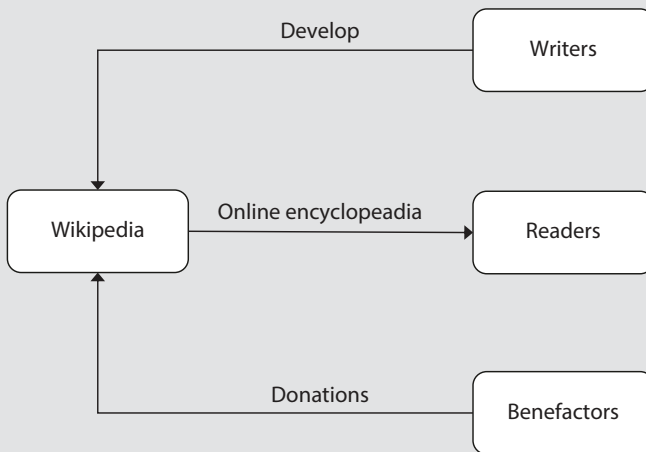 Develop
Writers
Wikipedia
Online encyclopeadia
Readers
Donations
Benefactors